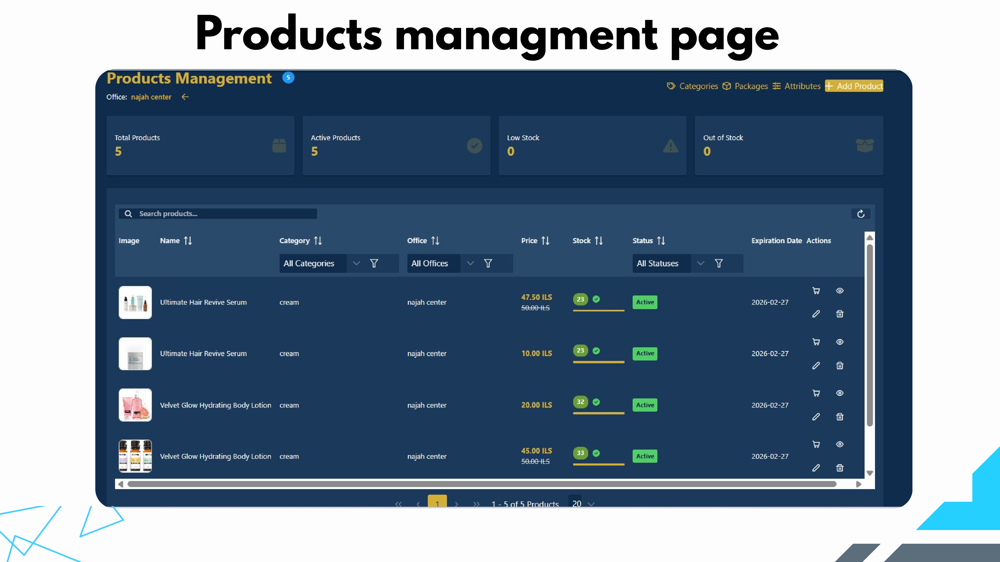 Products managment page
Products Management 5
Office: najah center
Categories Packages Attributes Add Product
Total Products
5
Active Products
5
Low Stock
0
Out of Stock
0
Search products...
Image Name Category Office Price Stock Status Expiration Date Actions
All Categories All Offices All Statuses
Ultimate Hair Revive Serum cream najah center 47.50 ILS 50.00 ILS 23 Active 2026-02-27
Ultimate Hair Revive Serum cream najah center 10.00 ILS 23 Active 2026-02-27
Velvet Glow Hydrating Body Lotion cream najah center 20.00 ILS 32 Active 2026-02-27
Velvet Glow Hydrating Body Lotion cream najah center 45.00 ILS 50.00 ILS 33 Active 2026-02-27
1 1 - 5 of 5 Products 20